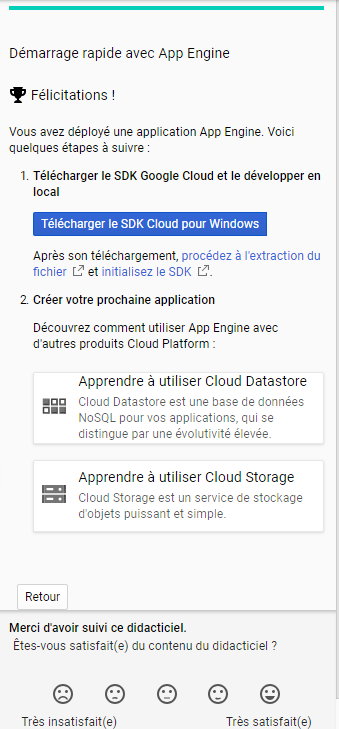 Démarrage rapide avec App Engine
Félicitations !
Vous avez déployé une application App Engine. Voici
quelques étapes à suivre :
1. Télécharger le SDK Google Cloud et le développer en
local
Télécharger le SDK Cloud pour Windows
Après son téléchargement, procédez à l'extraction du
fichier et initialisez le SDK.
2. Créer votre prochaine application
Découvrez comment utiliser App Engine avec
d'autres produits Cloud Platform :
Apprendre à utiliser Cloud Datastore
Cloud Datastore est une base de données
NoSQL pour vos applications, qui se
distingue par une évolutivité élevée.
Apprendre à utiliser Cloud Storage
Cloud Storage est un service de stockage
d'objets puissant et simple.
Retour
Merci d'avoir suivi ce didacticiel.
Êtes-vous satisfait(e) du contenu du didacticiel ?
Très insatisfait(e) Très satisfait(e)